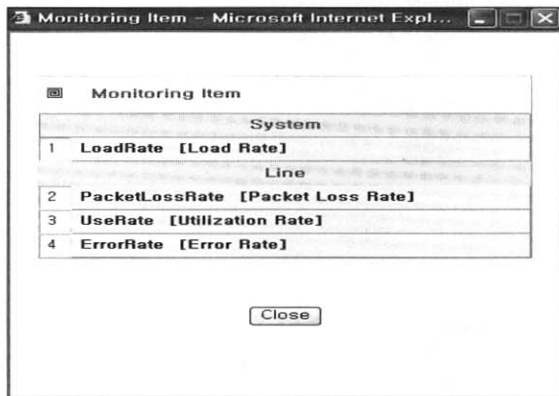 Monitoring Item - Microsoft Internet Expl...
Monitoring Item
System
1 LoadRate [Load Rate]
Line
2 PacketLossRate [Packet Loss Rate]
3 UseRate [Utilization Rate]
4 ErrorRate [Error Rate]
Close